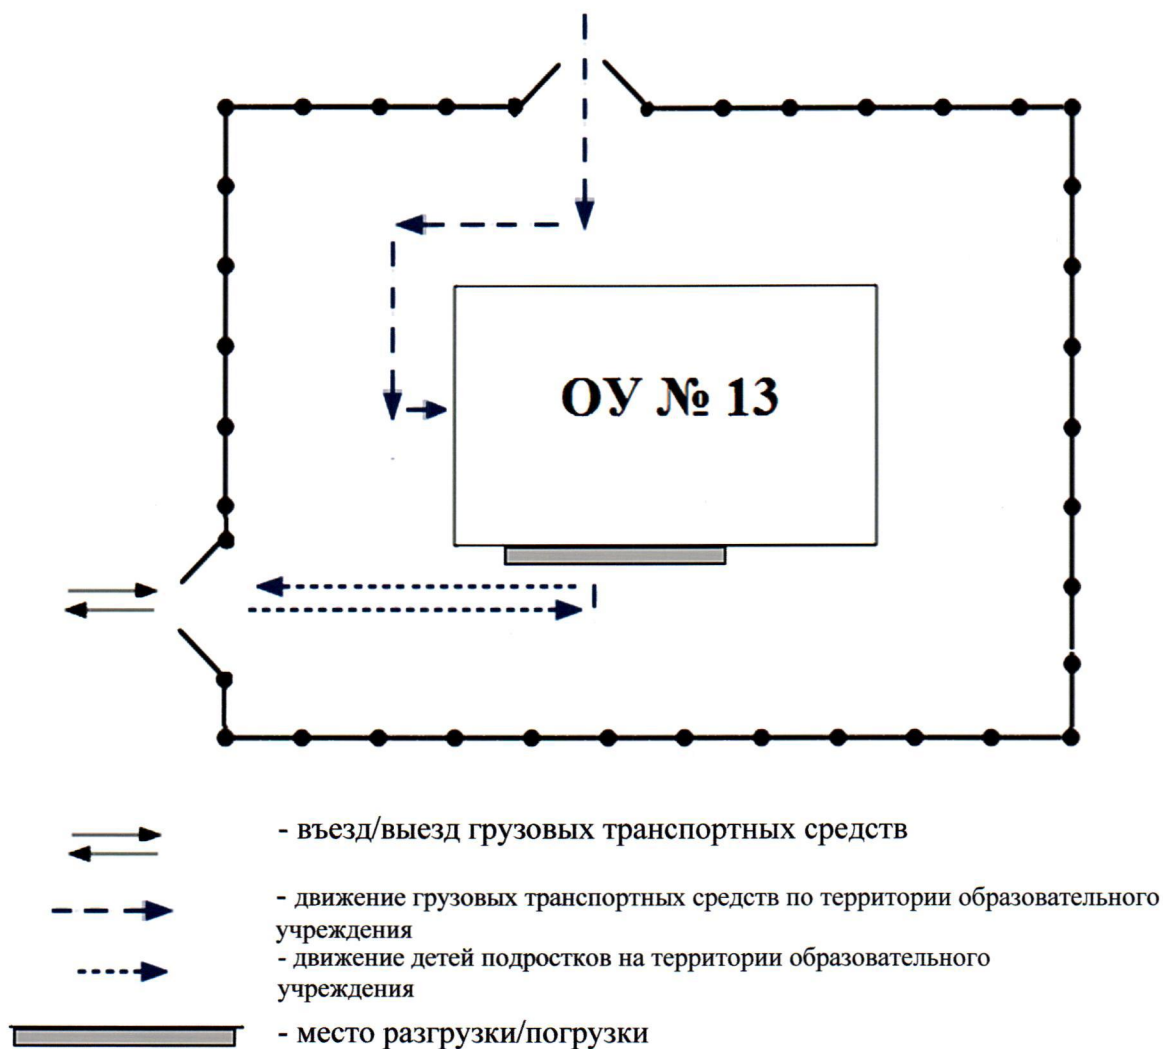 ОУ № 13
- въезд/выезд грузовых транспортных средств
- движение грузовых транспортных средств по территории образовательного
учреждения
- движение детей подростков на территории образовательного
учреждения
- место разгрузки/погрузки